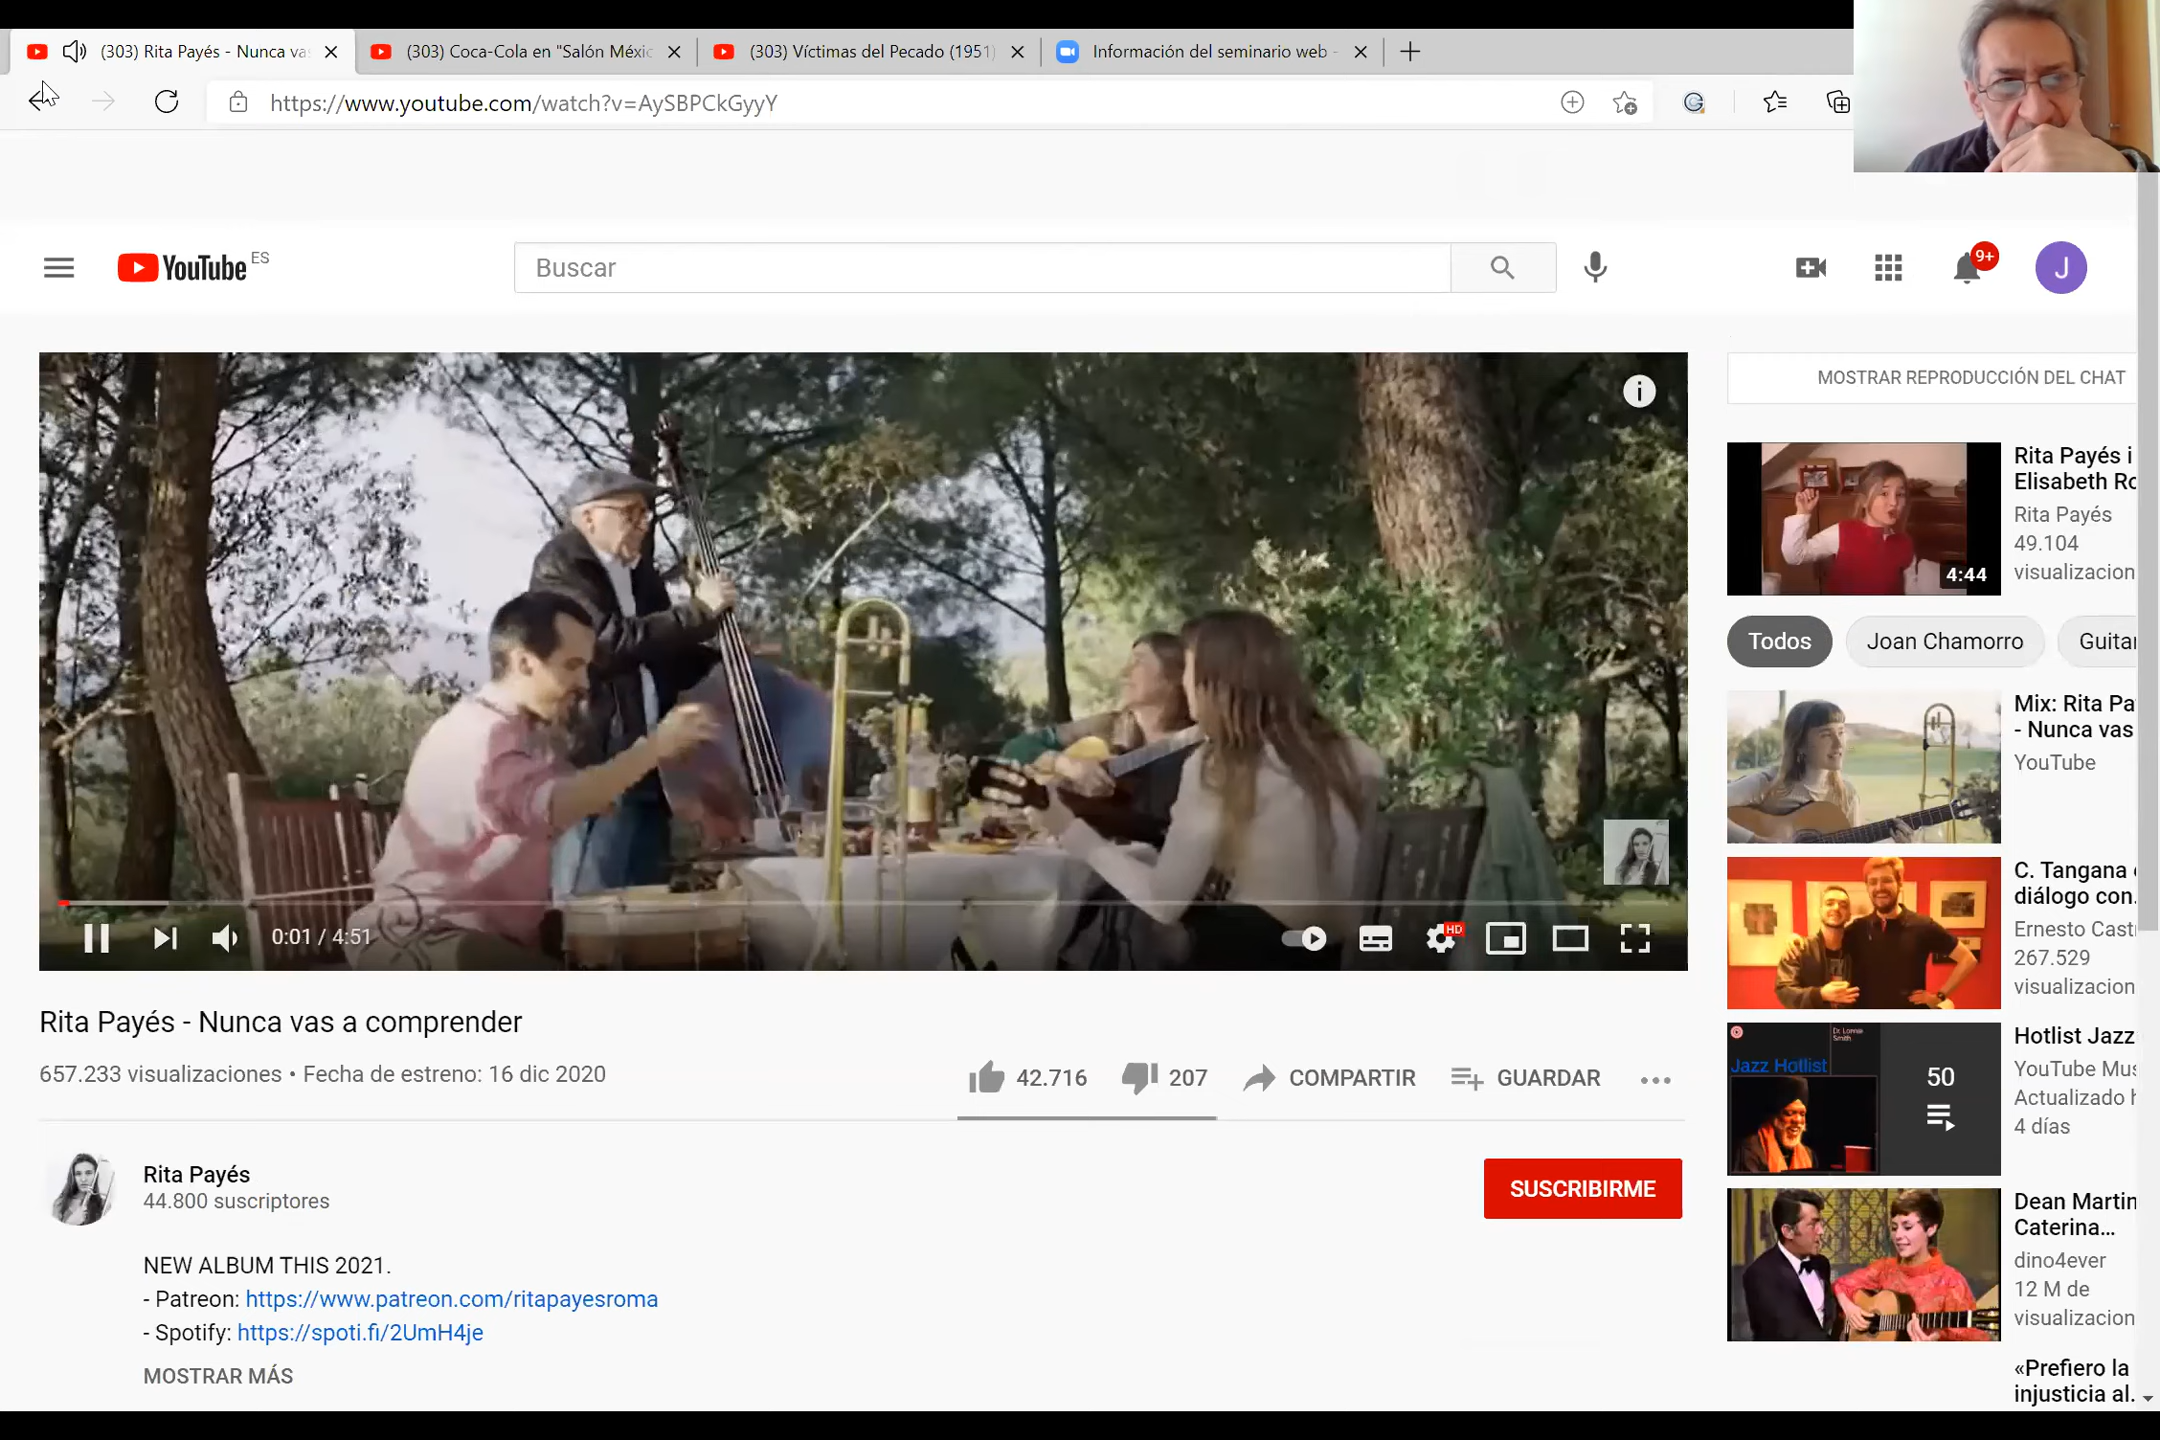 (303) Rita Payés - Nunca va
(303) Coca-Cola en "Salón Méxic
(303) Víctimas del Pecado (1951)
Información del seminario web -
https://www.youtube.com/watch?v=AySBPCkGyyY
YouTube ES
Buscar
9+
J
MOSTRAR REPRODUCCIÓN DEL CHAT
Rita Payés i
Elisabeth Ro
Rita Payés
49.104
visualizacion
4:44
Todos
Joan Chamorro
Guitar
Mix: Rita Pa
- Nunca vas
YouTube
C. Tangana
diálogo con.
Ernesto Cast
267.529
visualizacion
Hotlist Jazz
YouTube Mus
Actualizado h
4 días
Dr. Lonnie
Smith
Jazz Hotlist
50
Dean Martin
Caterina...
dino4ever
12 M de
visualizacion
«Prefiero la
injusticia al.
0:01 / 4:51
HD
Rita Payés - Nunca vas a comprender
657.233 visualizaciones • Fecha de estreno: 16 dic 2020
42.716
207
COMPARTIR
GUARDAR
Rita Payés
44.800 suscriptores
SUSCRIBIRME
NEW ALBUM THIS 2021.
- Patreon: https://www.patreon.com/ritapayesroma
- Spotify: https://spoti.fi/2UmH4je
MOSTRAR MÁS